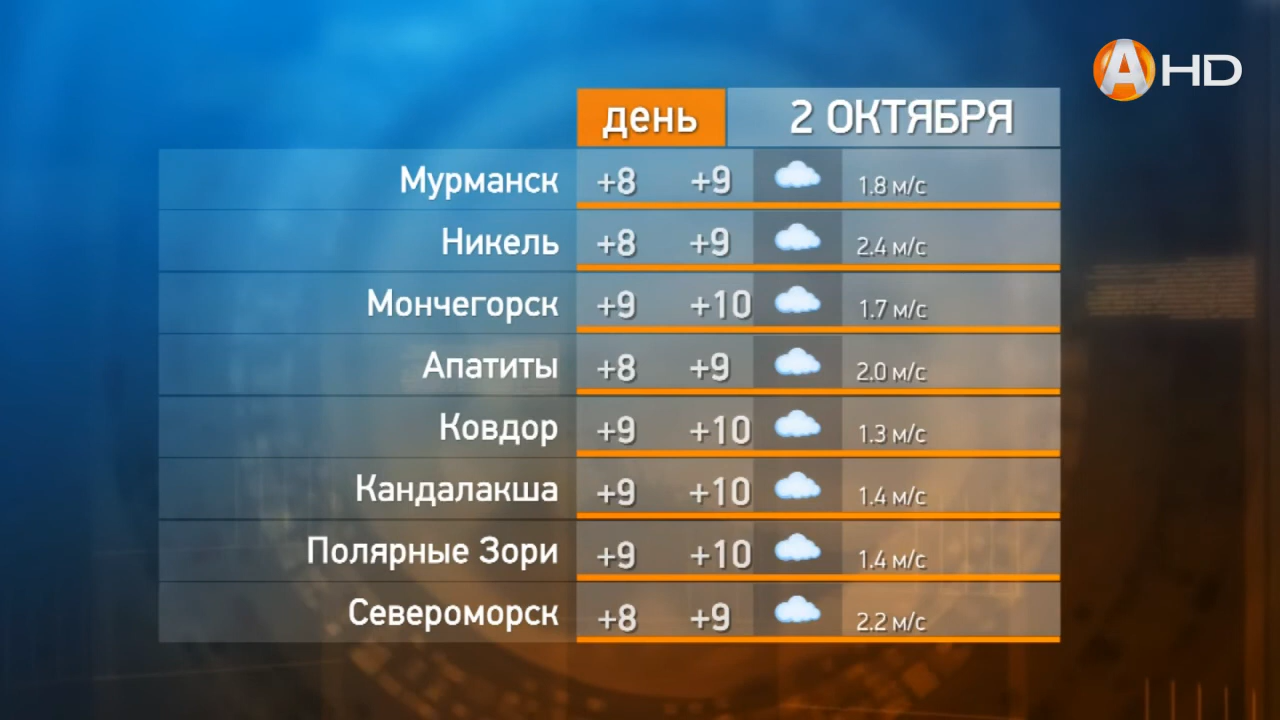 AHD
день 2 ОКТЯБРЯ
Мурманск +8 +9 1.8 м/с
Никель +8 +9 2.4 м/с
Мончегорск +9 +10 1.7 м/с
Апатиты +8 +9 2.0 м/с
Ковдор +9 +10 1.3 м/с
Кандалакша +9 +10 1.4 м/с
Полярные Зори +9 +10 1.4 м/с
Североморск +8 +9 2.2 м/с